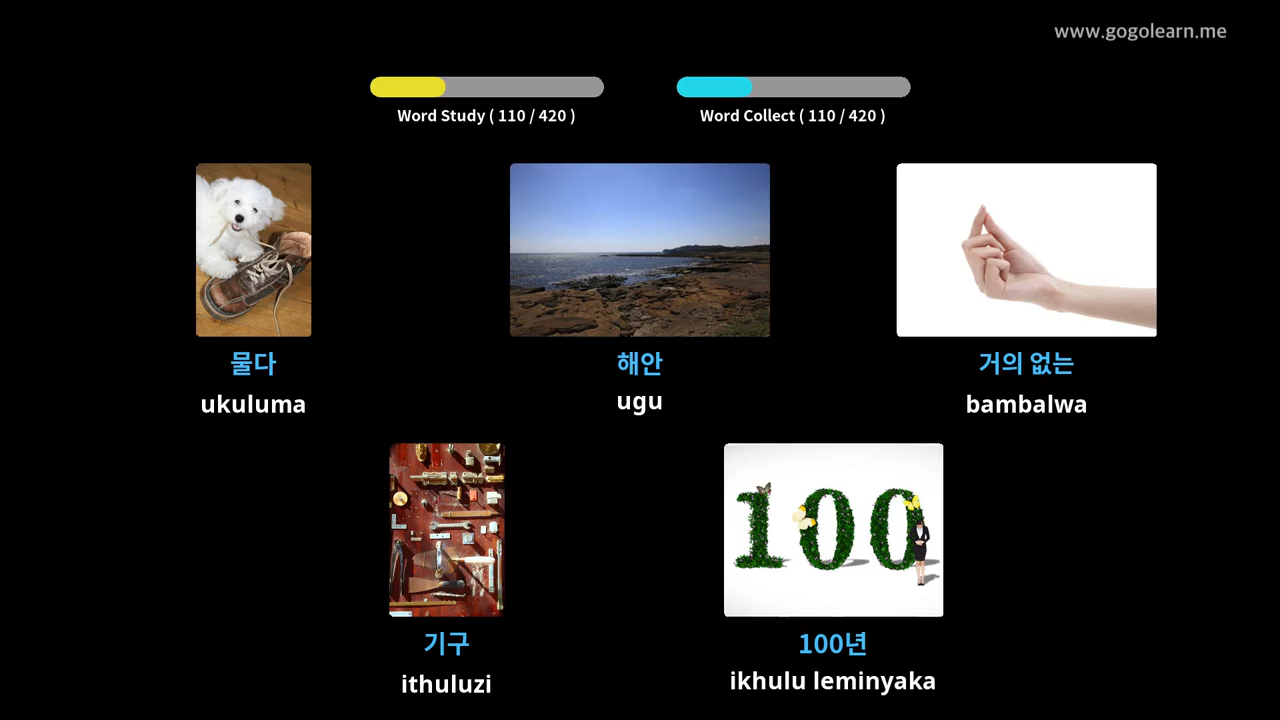 www.gogolearn.me
Word Study ( 110 / 420 )
Word Collect ( 110 / 420 )
물다
ukuluma
해안
ugu
거의 없는
bambalwa
기구
ithuluzi
100년
ikhulu leminyaka